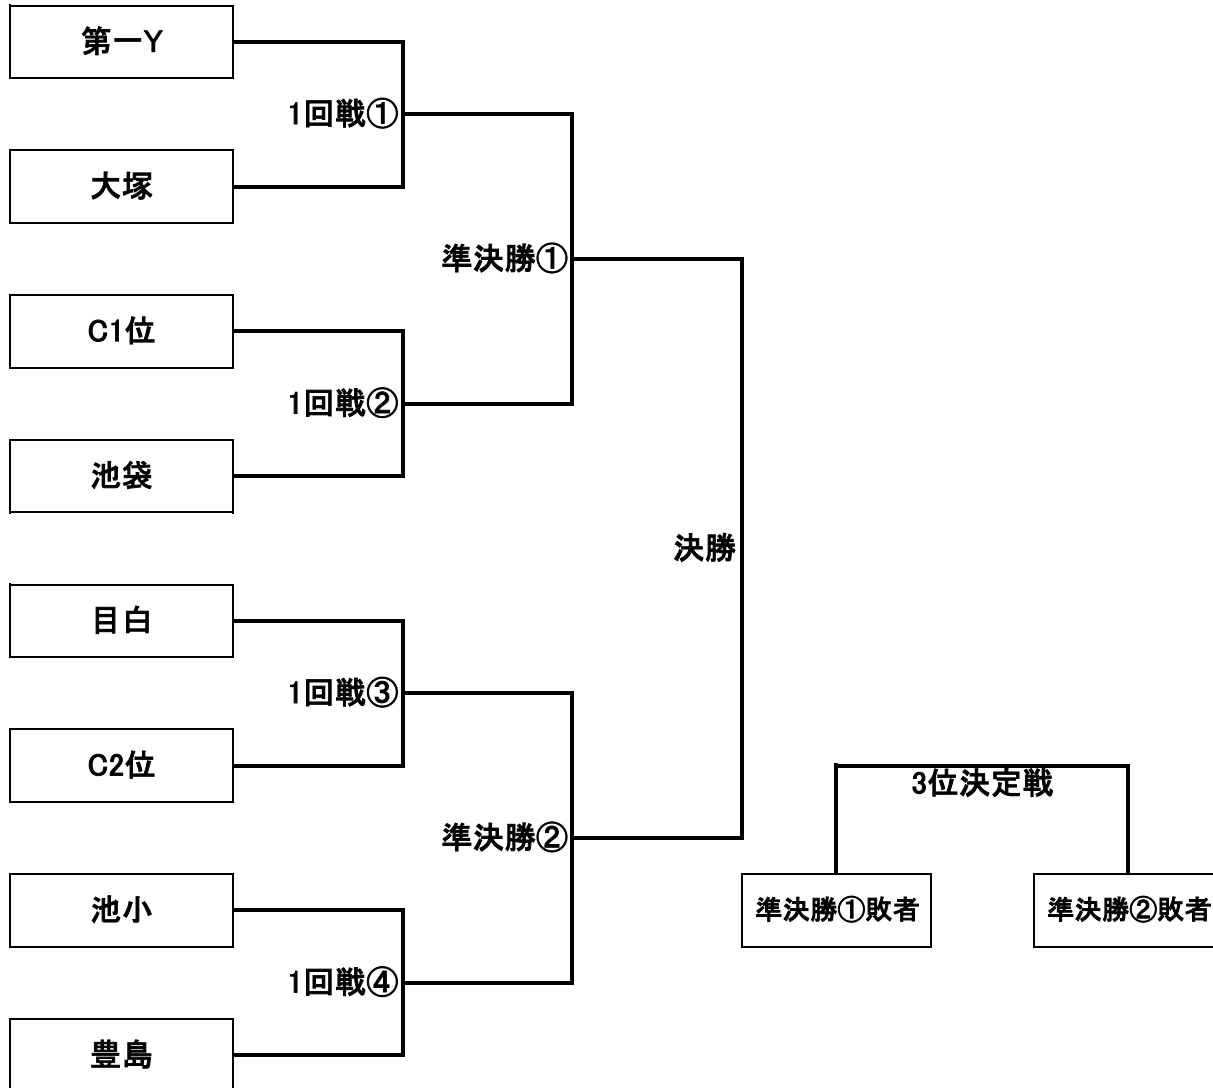 第一Y
1回戦①
大塚
準決勝①
C1位
1回戦②
池袋
決勝
目白
1回戦③
C2位
3位決定戦
準決勝②
池小
準決勝①敗者
準決勝②敗者
1回戦④
豊島